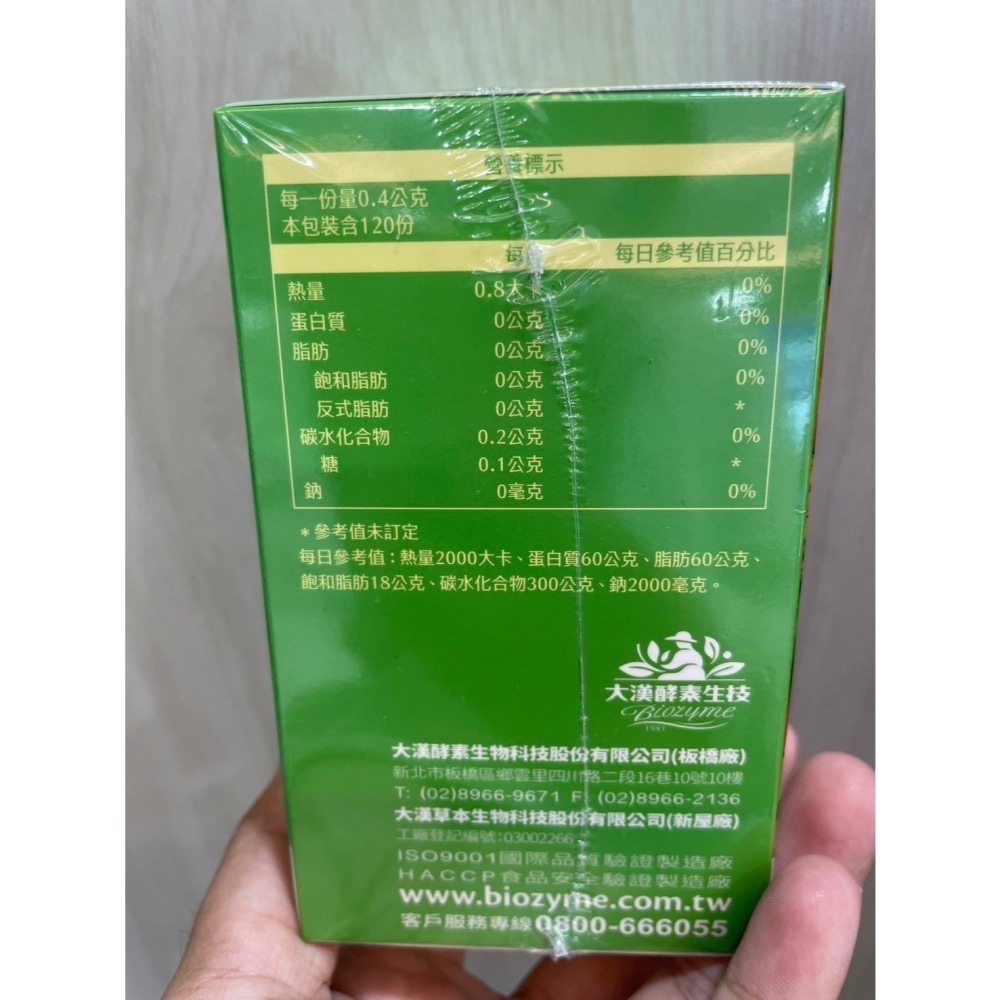 營養標示
每一份量0.4公克
本包裝含120份
每 每日參考值百分比
熱量 0.8大卡 0%
蛋白質 0公克 0%
脂肪 0公克 0%
飽和脂肪 0公克 0%
反式脂肪 0公克 *
碳水化合物 0.2公克 0%
糖 0.1公克 *
鈉 0毫克 0%
*參考值未訂定
每日參考值:熱量2000大卡、蛋白質60公克、脂肪60公克、
飽和脂肪18公克、碳水化合物300公克、鈉2000毫克。
大漢酵素生技
Biozyme
1981
大漢酵素生物科技股份有限公司(板橋廠)
新北市板橋區鄉雲里四川路二段16巷10號10樓
T: (02)8966-9671 F: (02)8966-2136
大漢草本生物科技股份有限公司(新屋廠)
工廠登記編號:03002266
ISO9001國際品質驗證製造廠
HACCP食品安全驗證製造廠
www.biozyme.com.tw
客戶服務專線0800-666055